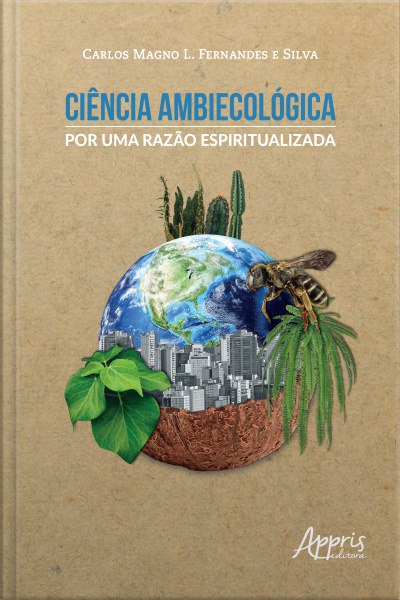 Carlos Magno L. Fernandes e Silva
CIÊNCIA AMBIECOLÓGICA
POR UMA RAZÃO ESPIRITUALIZADA
Appris
editora